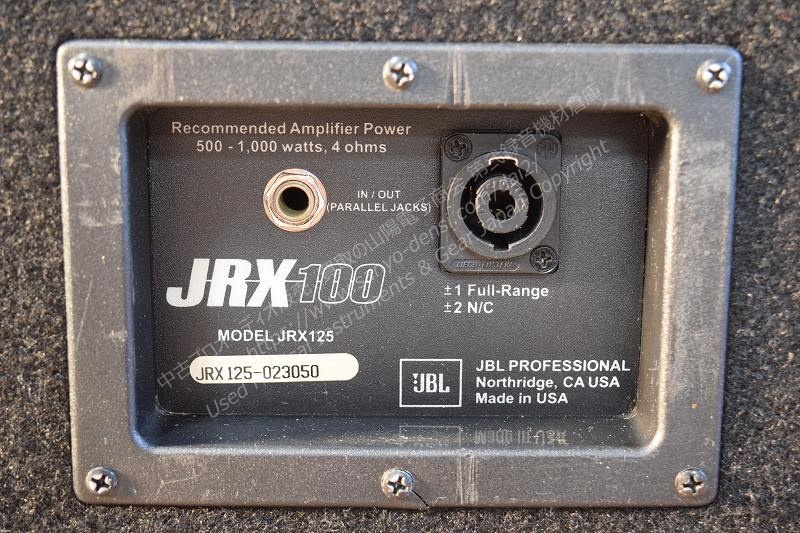 Recommended Amplifier Power
500 - 1,000 watts, 4 ohms
IN / OUT
(PARALLEL JACKS)
JRX100
±1 Full-Range
±2 N/C
MODEL JRX125
JRX125-023050
JBL
JBL PROFESSIONAL
Northridge, CA USA
Made in USA
LIECHTENSTEIN